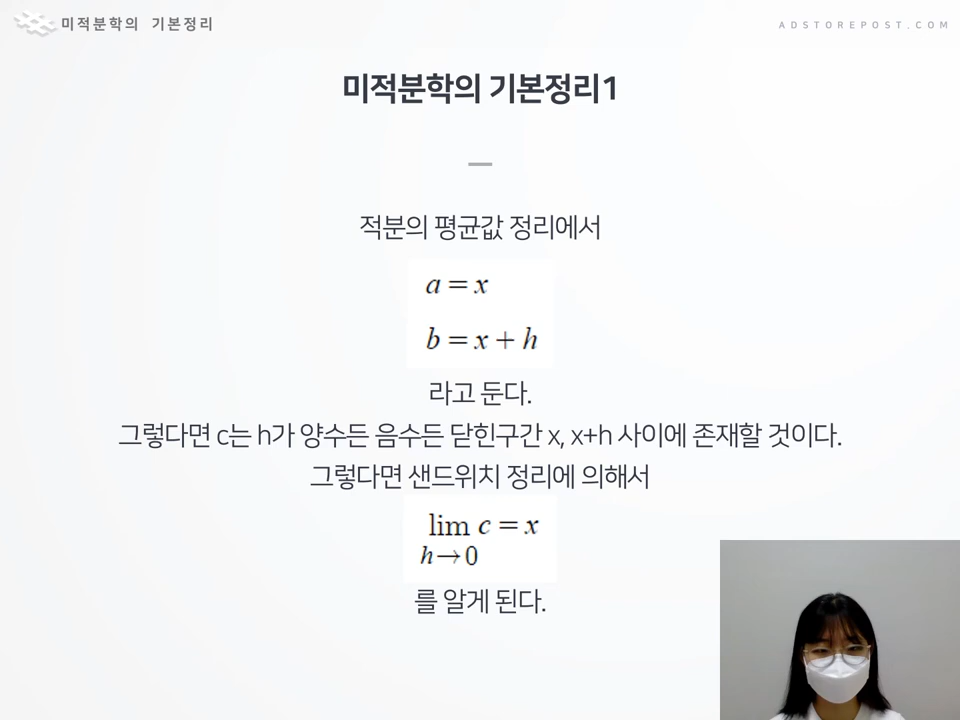 미적분학의 기본정리
ADSTOREPOST.COM
미적분학의 기본정리1
적분의 평균값 정리에서
a = x
b = x + h
라고 둔다.
그렇다면 c는 h가 양수든 음수든 닫힌구간 x, x+h 사이에 존재할 것이다.
그렇다면 샌드위치 정리에 의해서
lim c = x
h→0
를 알게 된다.